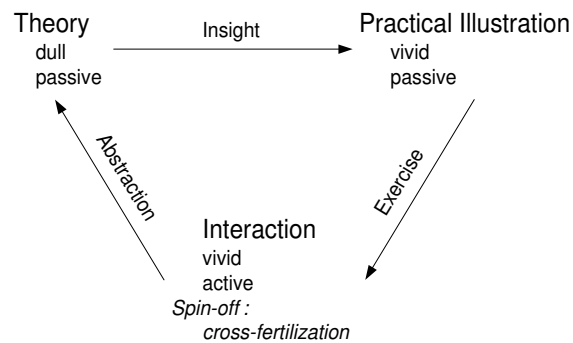 Theory
dull
passive
Insight
Practical Illustration
vivid
passive
Abstraction
Exercise
Interaction
vivid
active
Spin-off :
cross-fertilization